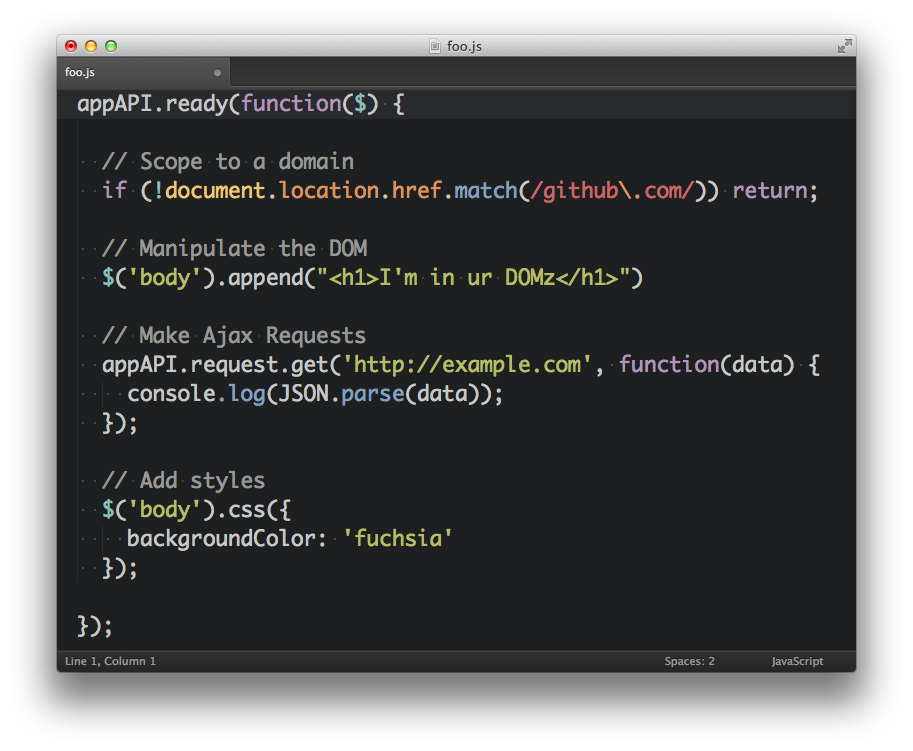 foo.js
foo.js
appAPI.ready(function($) {
// Scope to a domain
if (!document.location.href.match(/github\.com/)) return;
// Manipulate the DOM
$('body').append("<h1>I'm in ur DOMz</h1>")
// Make Ajax Requests
appAPI.request.get('http://example.com', function(data) {
console.log(JSON.parse(data));
});
// Add styles
$('body').css({
backgroundColor: 'fuchsia'
});
});
Line 1, Column 1 Spaces: 2 JavaScript